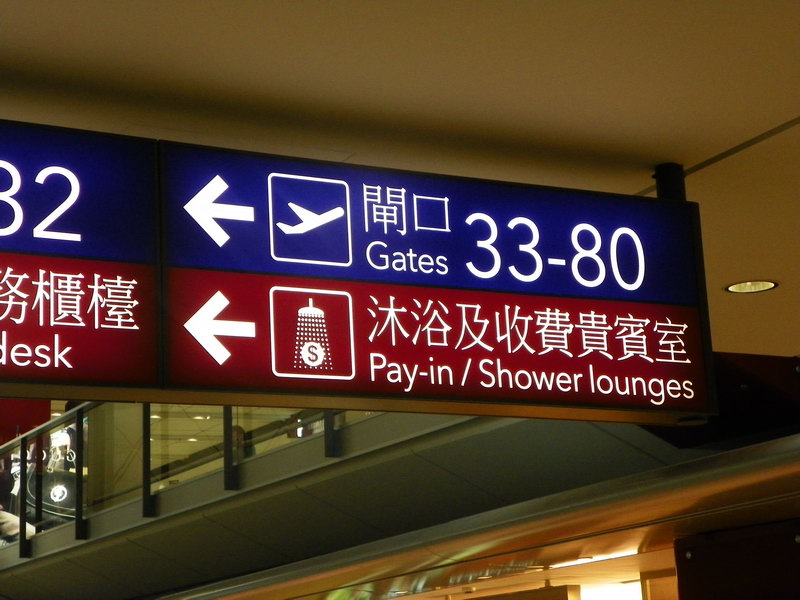 32
務櫃檯
desk
閘口
Gates 33-80
沐浴及收費貴賓室
Pay-in / Shower lounges
$